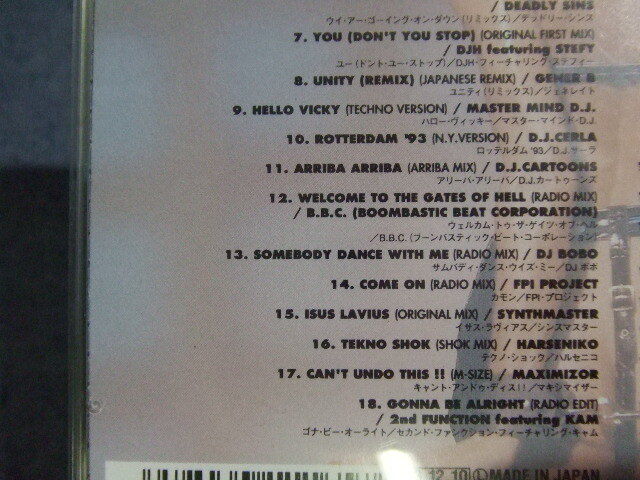 / DEADLY SINS
ウイ・アー・ゴーイング・オン・ダウン(リミックス)/デッドリー・シンズ
7. YOU (DON'T YOU STOP) (ORIGINAL FIRST MIX)
/ DJH featuring STEFY
ユー(ドント・ユー・ストップ)/DJH・フィーチャリング・ステフィー
8. UNITY (REMIX) (JAPANESE REMIX) / GENER 8
ユニティ(リミックス)/ジェネレイト
9. HELLO VICKY (TECHNO VERSION) / MASTER MIND D.J.
ハロー・ヴィッキー/マスター・マインド・D.J.
10. ROTTERDAM '93 (N.Y.VERSION) / D.J.CERLA
ロッテルダム '93/D.J.サーラ
11. ARRIBA ARRIBA (ARRIBA MIX) / D.J.CARTOONS
アリーバ・アリーバ/D.J.カートゥーンズ
12. WELCOME TO THE GATES OF HELL (RADIO MIX)
/ B.B.C. (BOOMBASTIC BEAT CORPORATION)
ウェルカム・トゥ・ザ・ゲイツ・オブ・ヘル
/B.B.C.(ブーンバスティック・ビート・コーポレーション)
13. SOMEBODY DANCE WITH ME (RADIO MIX) / DJ BOBO
サムバディ・ダンス・ウイズ・ミー/DJ ボボ
14. COME ON (RADIO MIX) / FPI PROJECT
カモン/FPI・プロジェクト
15. ISUS LAVIUS (ORIGINAL MIX) / SYNTHMASTER
イサス・ラヴィアス/シンスマスター
16. TEKNO SHOK (SHOK MIX) / HARSENIKO
テクノ・ショック/ハルセニコ
17. CAN'T UNDO THIS !! (M-SIZE) / MAXIMIZOR
キャント・アンドゥ・ディス!!/マキシマイザー
18. GONNA BE ALRIGHT (RADIO EDIT)
/ 2nd FUNCTION featuring KAM
ゴナ・ビー・オーライト/セカンド・ファンクション・フィーチャリング・キャム
12.10 Ⓛ MADE IN JAPAN